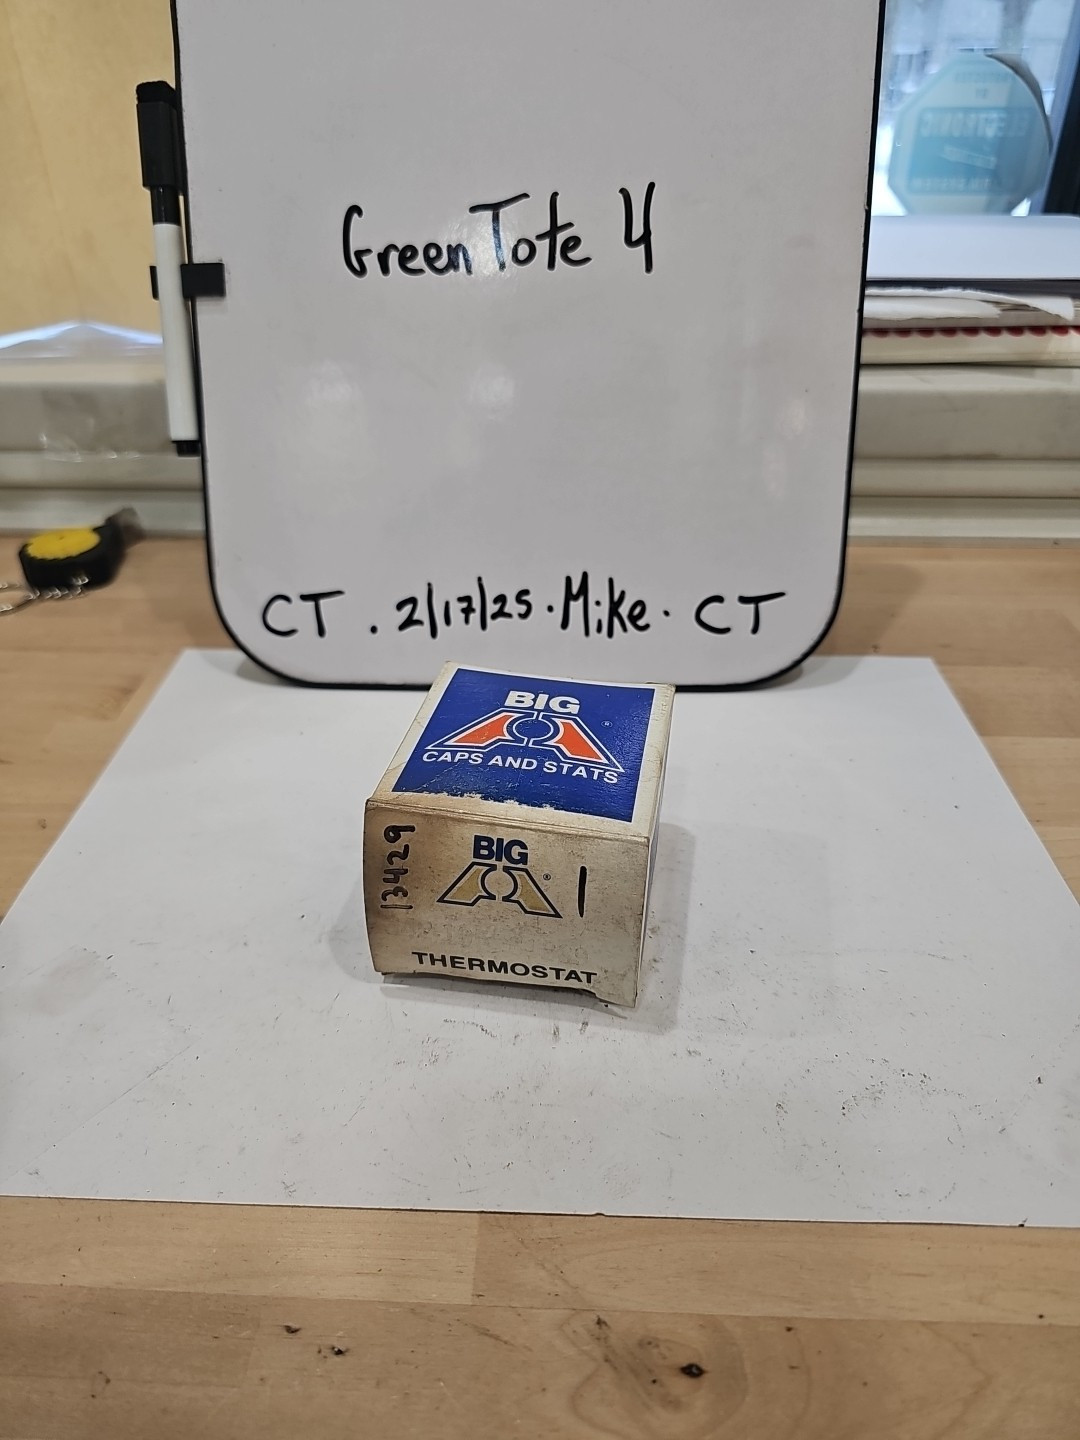 Green Tote 4
CT . 2/17/25 · Mike · CT
BIG
CAPS AND STATS
13429
BIG
1
THERMOSTAT